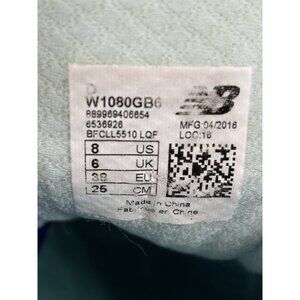 D
W1080GB6
889969406654
6536926
BFCLL5510 LQF
MFG 04/2016
LOC:16
8 US
6 UK
39 EU
25 CM
Made in China
Fabriqué en Chine